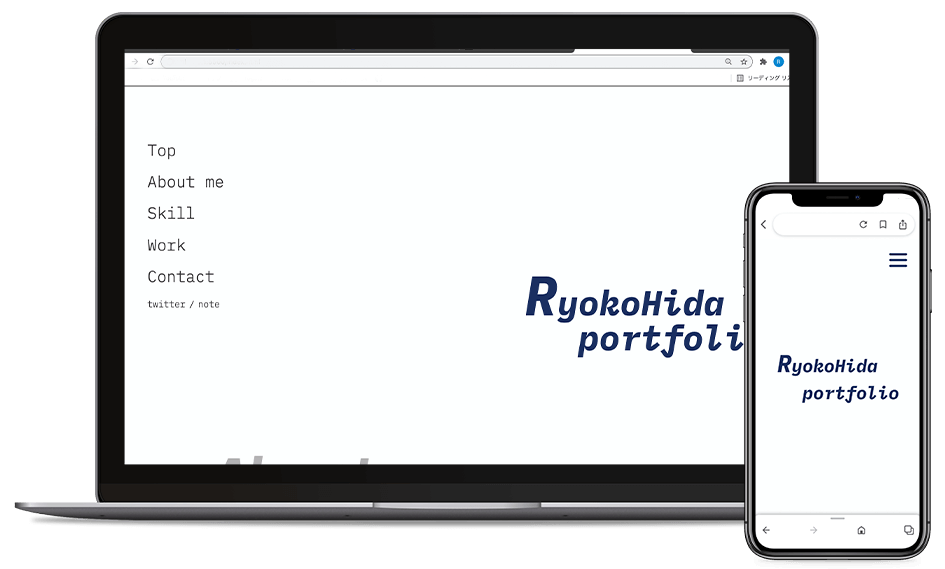 R
リーディング リス
Top
About me
Skill
Work
Contact
twitter / note
RyokoHida
portfoli
RyokoHida
portfolio